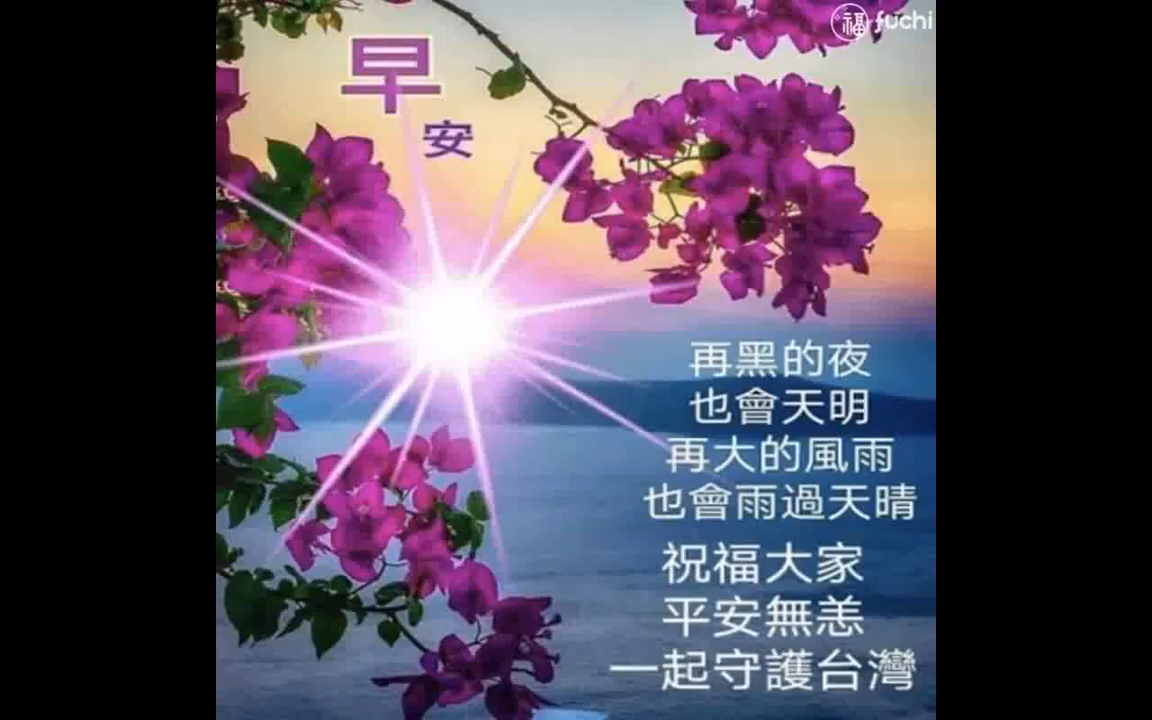 福 fuchi
早
安
再黑的夜
也會天明
再大的風雨
也會雨過天晴
祝福大家
平安無恙
一起守護台灣